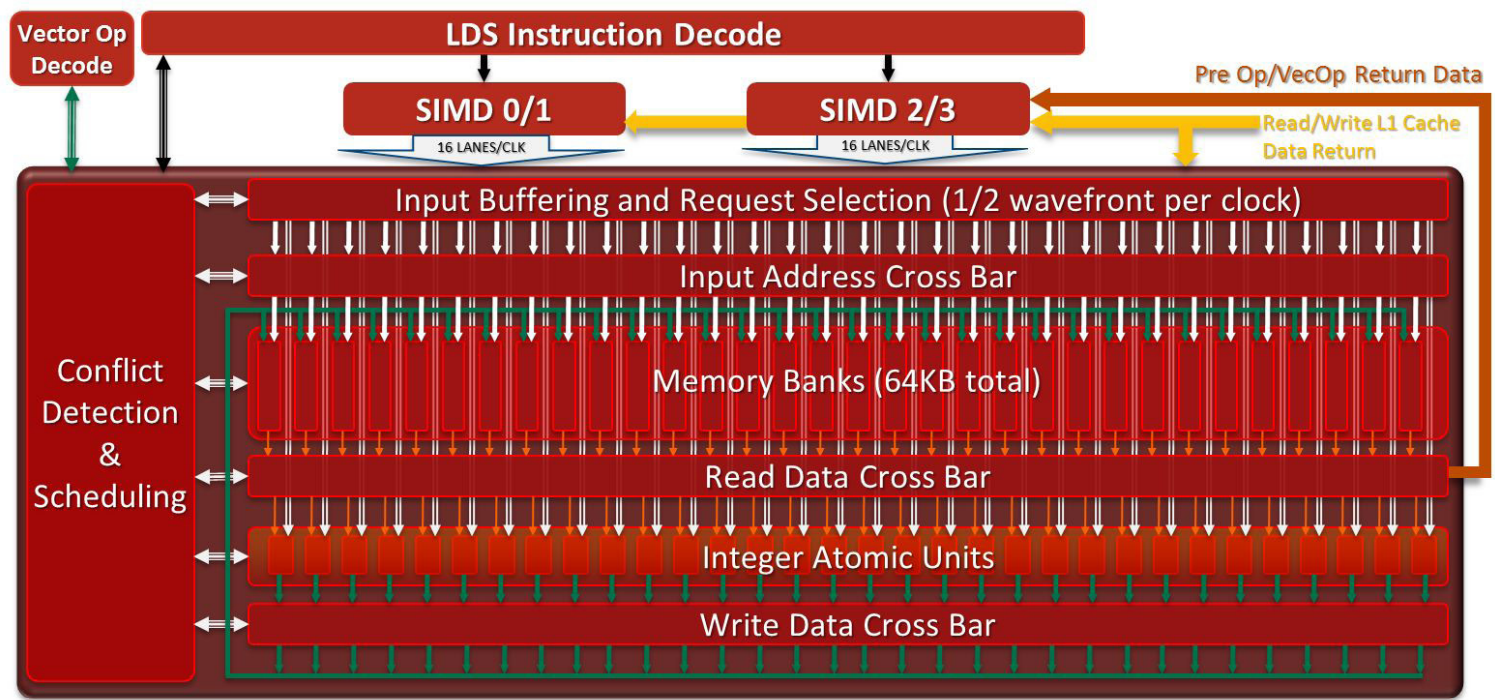 Vector Op
Decode
LDS Instruction Decode
Pre Op/VecOp Return Data
SIMD 0/1
SIMD 2/3
Read/Write L1 Cache
Data Return
16 LANES/CLK
16 LANES/CLK
Input Buffering and Request Selection (1/2 wavefront per clock)
Input Address Cross Bar
Conflict
Detection
&
Scheduling
Memory Banks (64KB total)
Read Data Cross Bar
Integer Atomic Units
Write Data Cross Bar